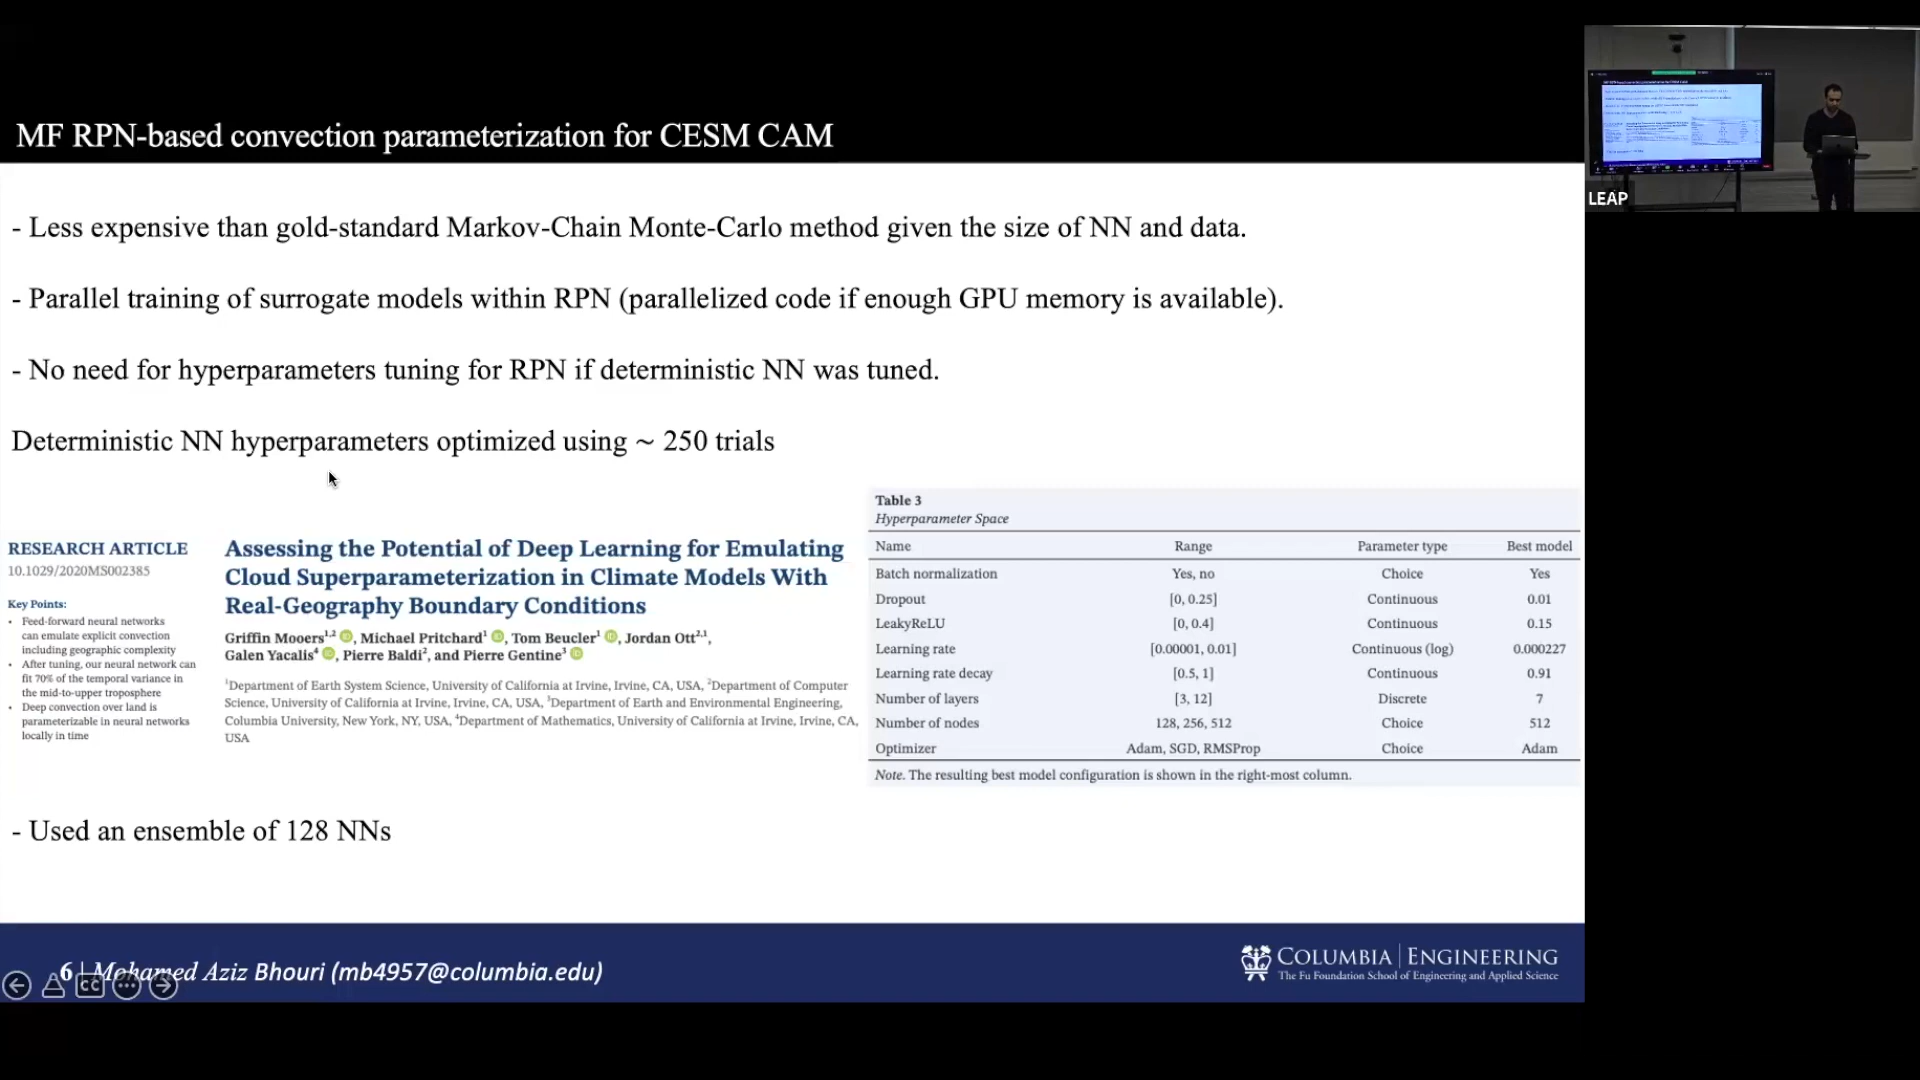 MF RPN-based convection parameterization for CESM CAM
LEAP
- Less expensive than gold-standard Markov-Chain Monte-Carlo method given the size of NN and data.
- Parallel training of surrogate models within RPN (parallelized code if enough GPU memory is available).
- No need for hyperparameters tuning for RPN if deterministic NN was tuned.
Deterministic NN hyperparameters optimized using ~ 250 trials
RESEARCH ARTICLE
10.1029/2020MS002385
Key Points:
• Feed-forward neural networks
can emulate explicit convection
including geographic complexity
• After tuning, our neural network can
fit 70% of the temporal variance in
the mid-to-upper troposphere
• Deep convection over land is
parameterizable in neural networks
locally in time
Assessing the Potential of Deep Learning for Emulating
Cloud Superparameterization in Climate Models With
Real-Geography Boundary Conditions
Griffin Mooers1,2, Michael Pritchard1, Tom Beucler1, Jordan Ott2,1,
Galen Yacalis4, Pierre Baldi2, and Pierre Gentine3
1Department of Earth System Science, University of California at Irvine, Irvine, CA, USA, 2Department of Computer
Science, University of California at Irvine, Irvine, CA, USA, 3Department of Earth and Environmental Engineering,
Columbia University, New York, NY, USA, 4Department of Mathematics, University of California at Irvine, Irvine, CA,
USA
Table 3
Hyperparameter Space
Name Range Parameter type Best model
Batch normalization Yes, no Choice Yes
Dropout [0, 0.25] Continuous 0.01
LeakyReLU [0, 0.4] Continuous 0.15
Learning rate [0.00001, 0.01] Continuous (log) 0.000227
Learning rate decay [0.5, 1] Continuous 0.91
Number of layers [3, 12] Discrete 7
Number of nodes 128, 256, 512 Choice 512
Optimizer Adam, SGD, RMSProp Choice Adam
Note. The resulting best model configuration is shown in the right-most column.
- Used an ensemble of 128 NNs
6 | Mohamed Aziz Bhouri (mb4957@columbia.edu)
CC
COLUMBIA | ENGINEERING
The Fu Foundation School of Engineering and Applied Science